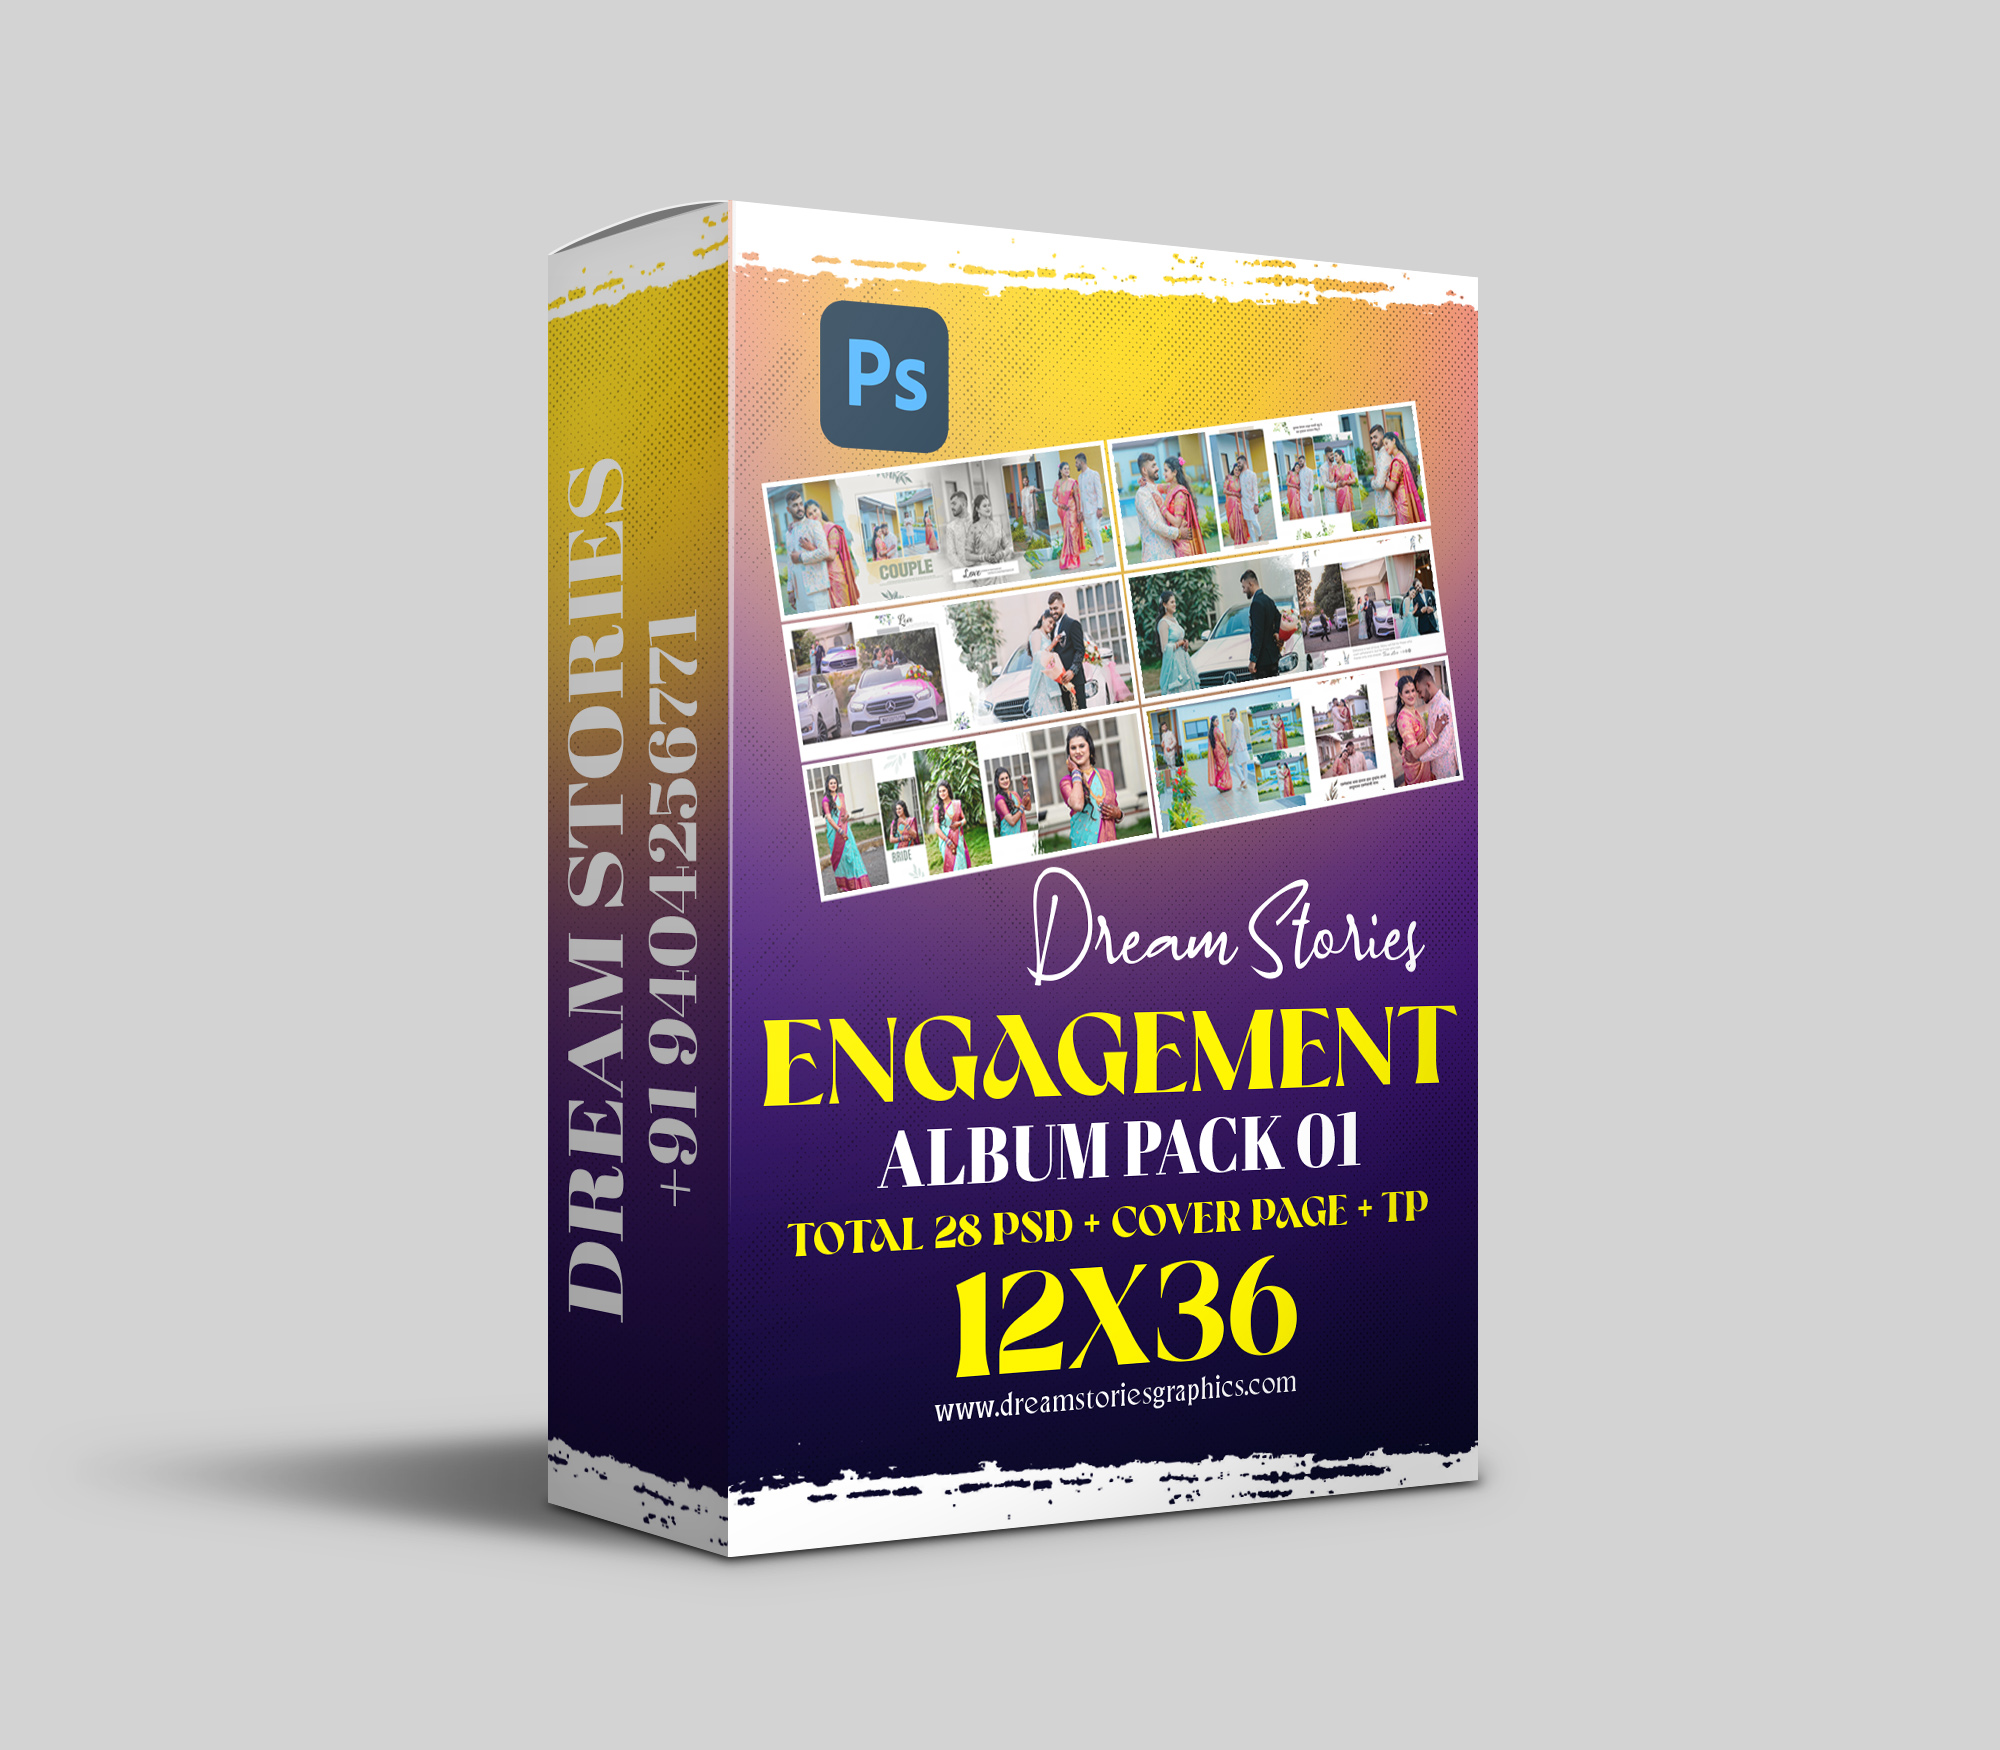 DREAM STORIES
+91 9404256771
Ps
COUPLE
Love
Love
BRIDE
Dream Stories
ENGAGEMENT
ALBUM PACK 01
TOTAL 28 PSD + COVER PAGE + TP
12X36
www.dreamstoriesgraphics.com